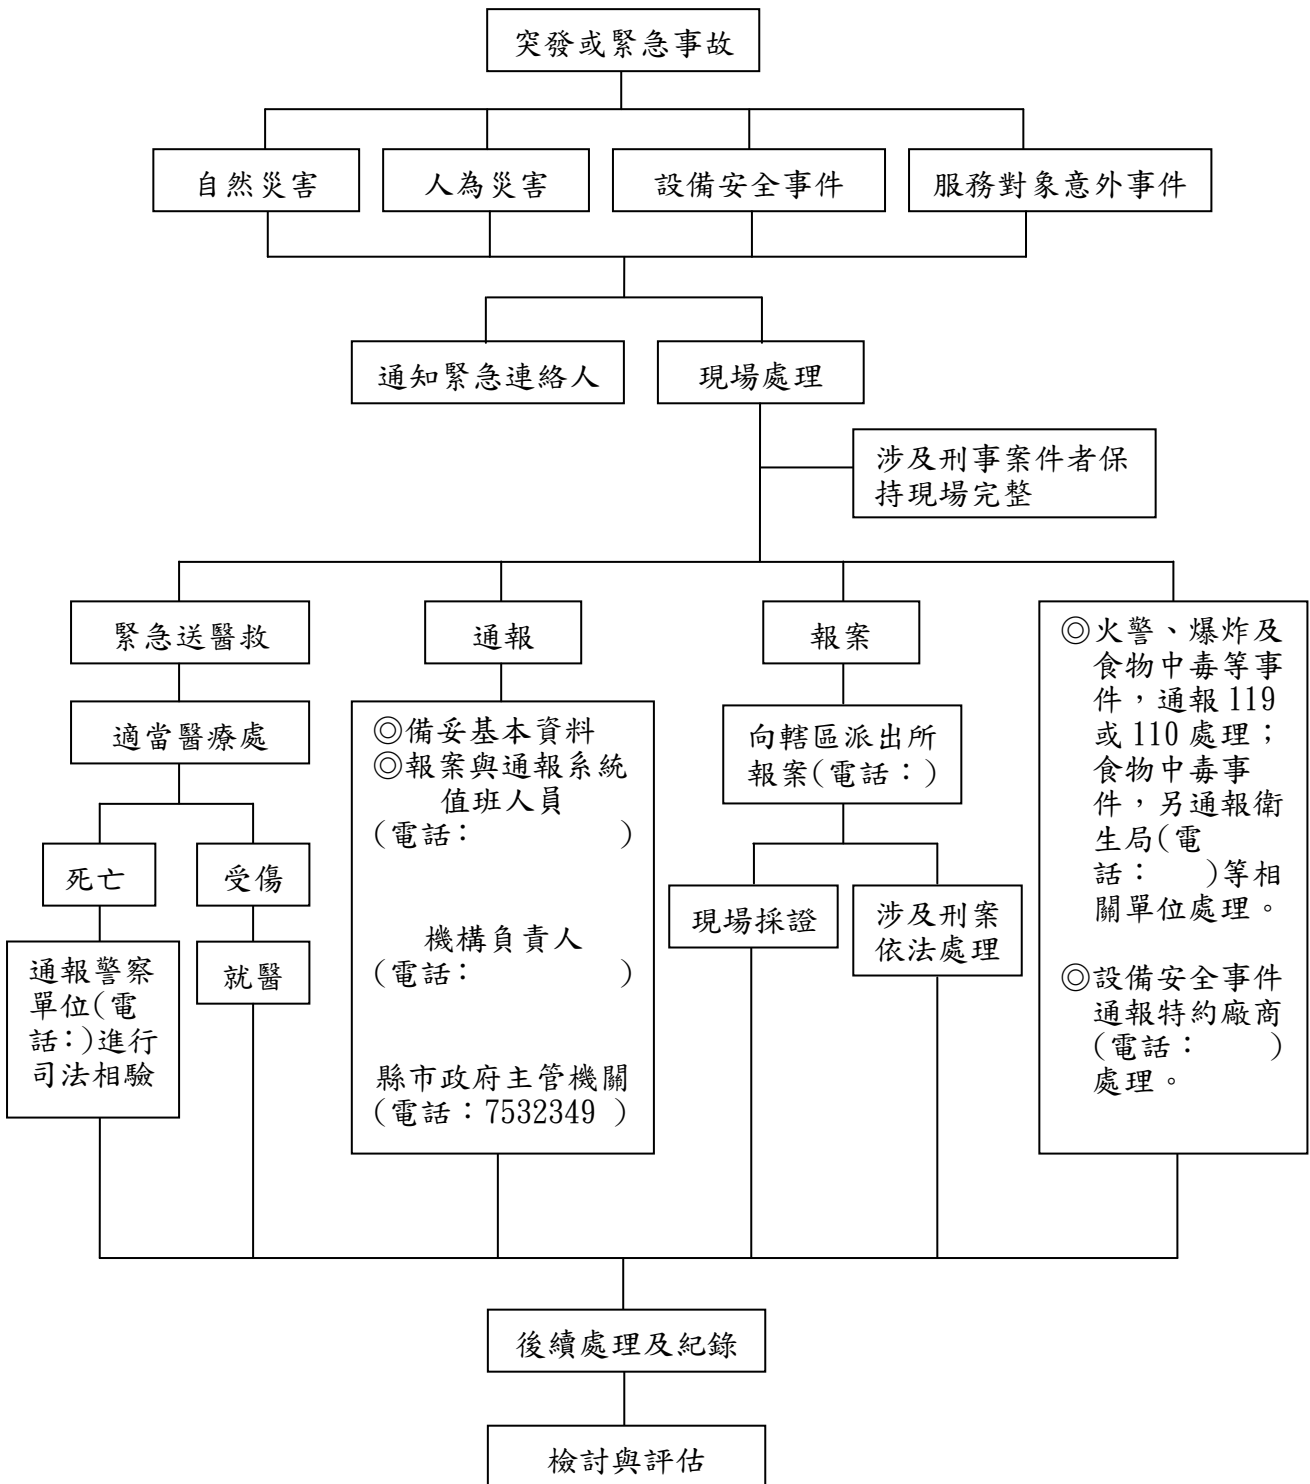 突發或緊急事故
自然災害
人為災害
設備安全事件
服務對象意外事件
通知緊急連絡人
現場處理
涉及刑事案件者保
持現場完整
緊急送醫救
適當醫療處
死亡
受傷
通報警察
單位(電
話:)進行
司法相驗
就醫
通報
◎備妥基本資料
◎報案與通報系統
值班人員
(電話: )
機構負責人
(電話: )
縣市政府主管機關
(電話:7532349 )
報案
向轄區派出所
報案(電話:)
現場採證
涉及刑案
依法處理
◎火警、爆炸及
食物中毒等事
件,通報 119
或 110 處理;
食物中毒事
件,另通報衛
生局(電
話: )等相
關單位處理。
◎設備安全事件
通報特約廠商
(電話: )
處理。
後續處理及紀錄
檢討與評估